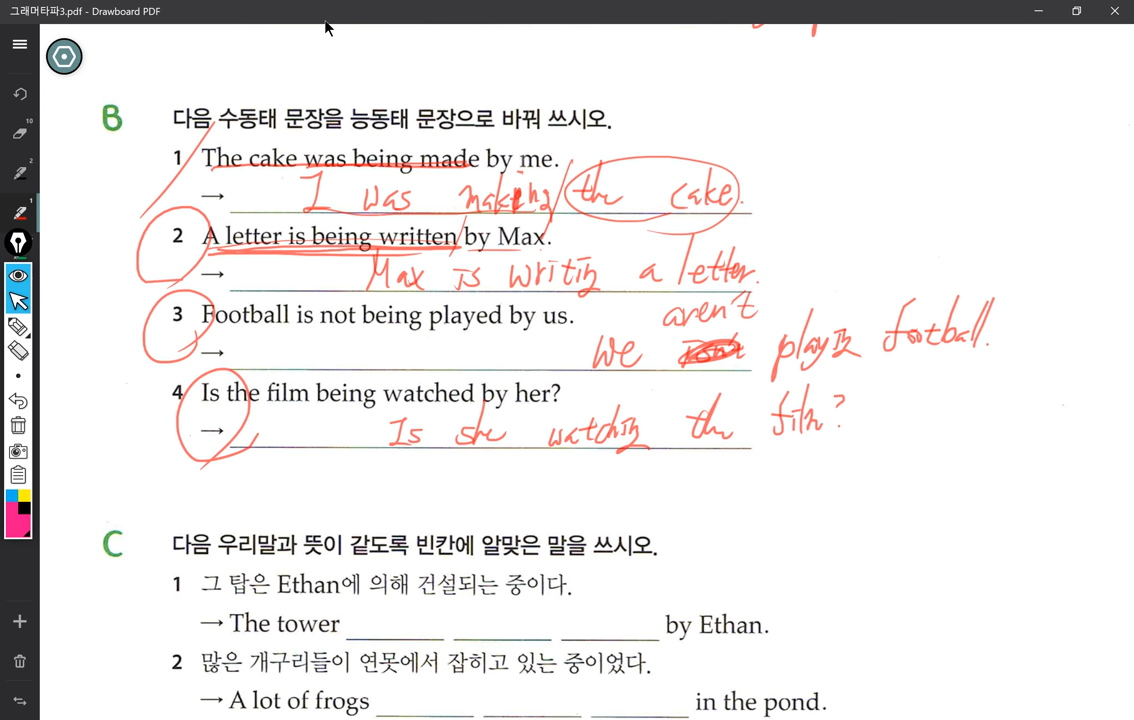 그래머타파3.pdf - Drawboard PDF
10
2
1
B 다음 수동태 문장을 능동태 문장으로 바꿔 쓰시오.
1 The cake was being made by me.
→ I was making the cake.
2 A letter is being written by Max.
→ Max is writing a letter.
3 Football is not being played by us.
aren't
→ We playing football.
4 Is the film being watched by her?
→ Is she watching the film?
C 다음 우리말과 뜻이 같도록 빈칸에 알맞은 말을 쓰시오.
1 그 탑은 Ethan에 의해 건설되는 중이다.
→ The tower by Ethan.
2 많은 개구리들이 연못에서 잡히고 있는 중이었다.
→ A lot of frogs in the pond.